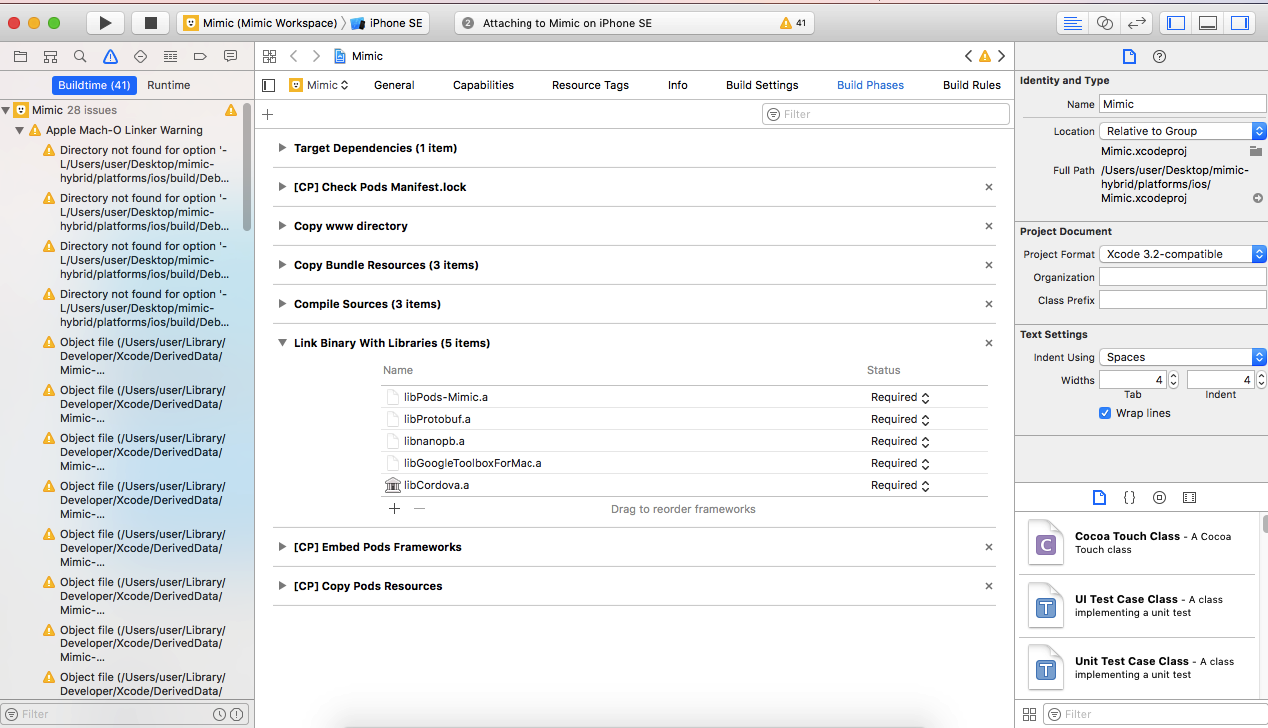 Mimic (Mimic Workspace) iPhone SE
2 Attaching to Mimic on iPhone SE 41
Mimic
Buildtime (41) Runtime
Mimic 28 issues
Apple Mach-O Linker Warning
Directory not found for option '-
L/Users/user/Desktop/mimic-
hybrid/platforms/ios/build/Deb...
Directory not found for option '-
L/Users/user/Desktop/mimic-
hybrid/platforms/ios/build/Deb...
Directory not found for option '-
L/Users/user/Desktop/mimic-
hybrid/platforms/ios/build/Deb...
Directory not found for option '-
L/Users/user/Desktop/mimic-
hybrid/platforms/ios/build/Deb...
Object file (/Users/user/Library/
Developer/Xcode/DerivedData/
Mimic-...
Object file (/Users/user/Library/
Developer/Xcode/DerivedData/
Mimic-...
Object file (/Users/user/Library/
Developer/Xcode/DerivedData/
Mimic-...
Object file (/Users/user/Library/
Developer/Xcode/DerivedData/
Mimic-...
Object file (/Users/user/Library/
Developer/Xcode/DerivedData/
Mimic-...
Object file (/Users/user/Library/
Developer/Xcode/DerivedData/
Mimic-...
Object file (/Users/user/Library/
Developer/Xcode/DerivedData/
Mimic-...
Object file (/Users/user/Library/
Developer/Xcode/DerivedData/
Filter
Mimic General Capabilities Resource Tags Info Build Settings Build Phases Build Rules
Filter
Target Dependencies (1 item)
[CP] Check Pods Manifest.lock
Copy www directory
Copy Bundle Resources (3 items)
Compile Sources (3 items)
Link Binary With Libraries (5 items)
Name Status
libPods-Mimic.a Required
libProtobuf.a Required
libnanopb.a Required
libGoogleToolboxForMac.a Required
libCordova.a Required
Drag to reorder frameworks
[CP] Embed Pods Frameworks
[CP] Copy Pods Resources
Identity and Type
Name Mimic
Location Relative to Group
Mimic.xcodeproj
Full Path /Users/user/Desktop/mimic-
hybrid/platforms/ios/
Mimic.xcodeproj
Project Document
Project Format Xcode 3.2-compatible
Organization
Class Prefix
Text Settings
Indent Using Spaces
Widths 4 4
Tab Indent
Wrap lines
{}
C Cocoa Touch Class - A Cocoa
Touch class
T UI Test Case Class - A class
implementing a unit test
T Unit Test Case Class - A class
implementing a unit test
Filter